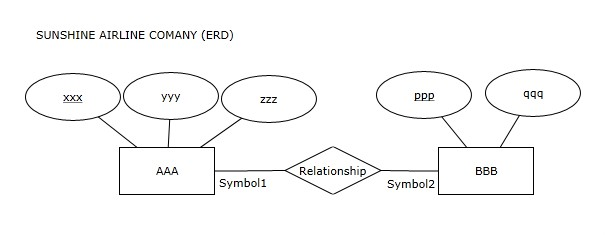 SUNSHINE AIRLINE COMANY (ERD)
xxx
yyy
zzz
ppp
qqq
AAA
Symbol1
Relationship
Symbol2
BBB